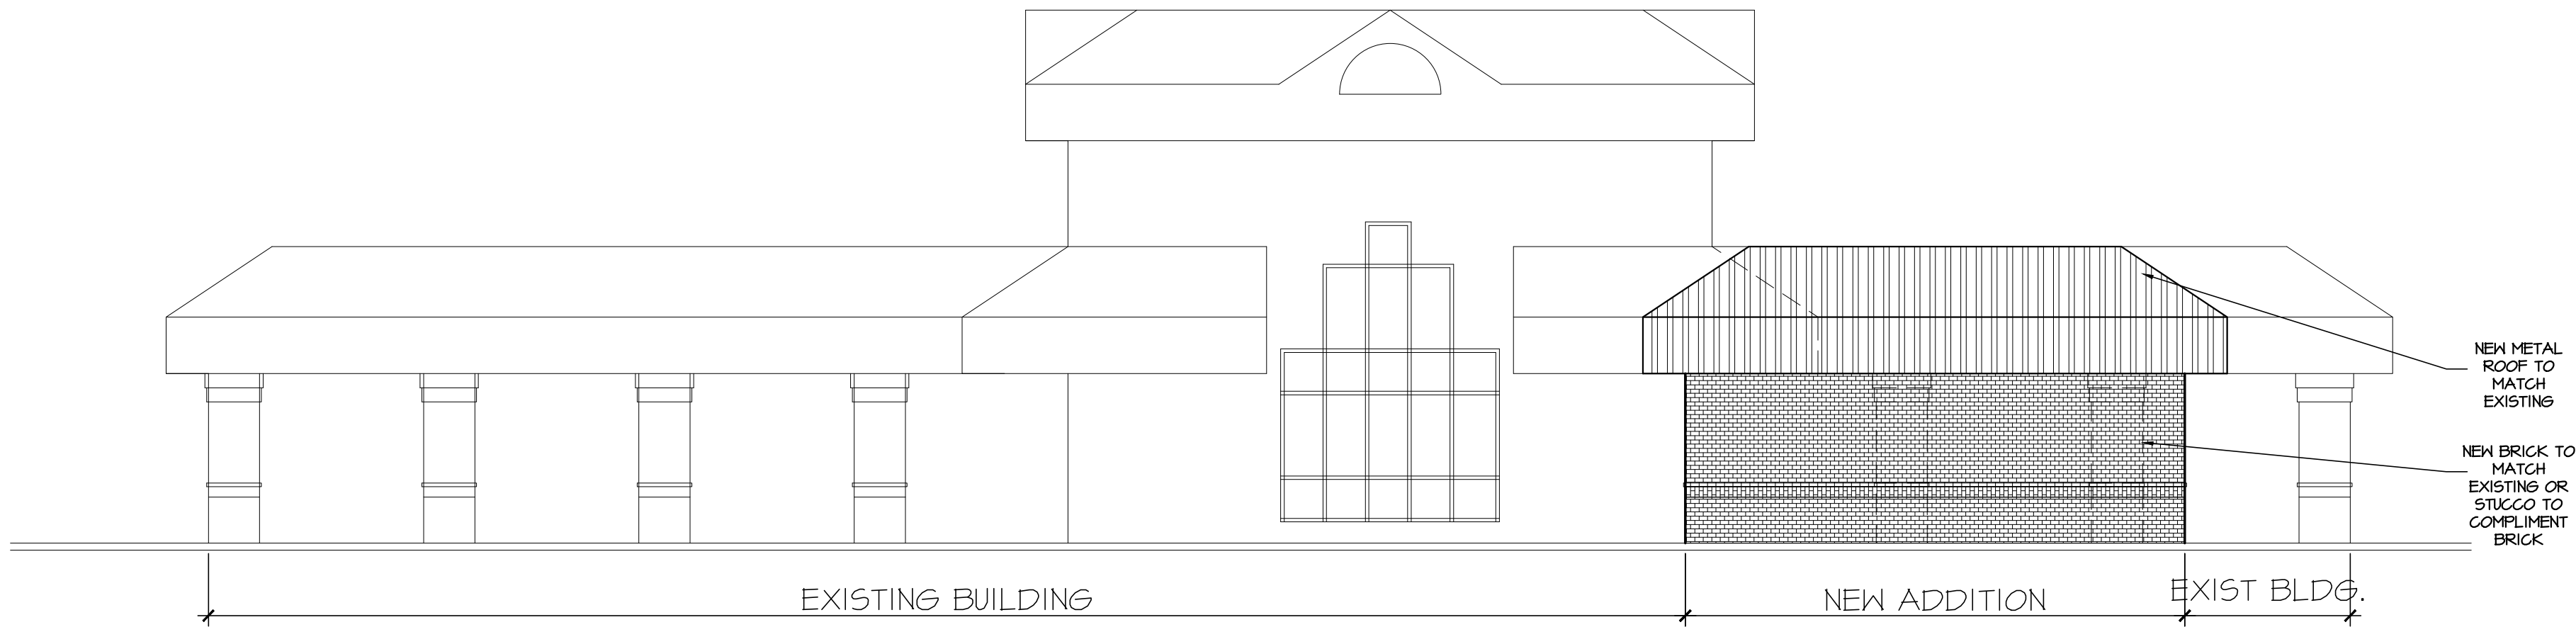 NEW METAL
ROOF TO
MATCH
EXISTING
NEW BRICK TO
MATCH
EXISTING OR
STUCCO TO
COMPLIMENT
BRICK
EXISTING BUILDING
NEW ADDITION
EXIST BLDG.